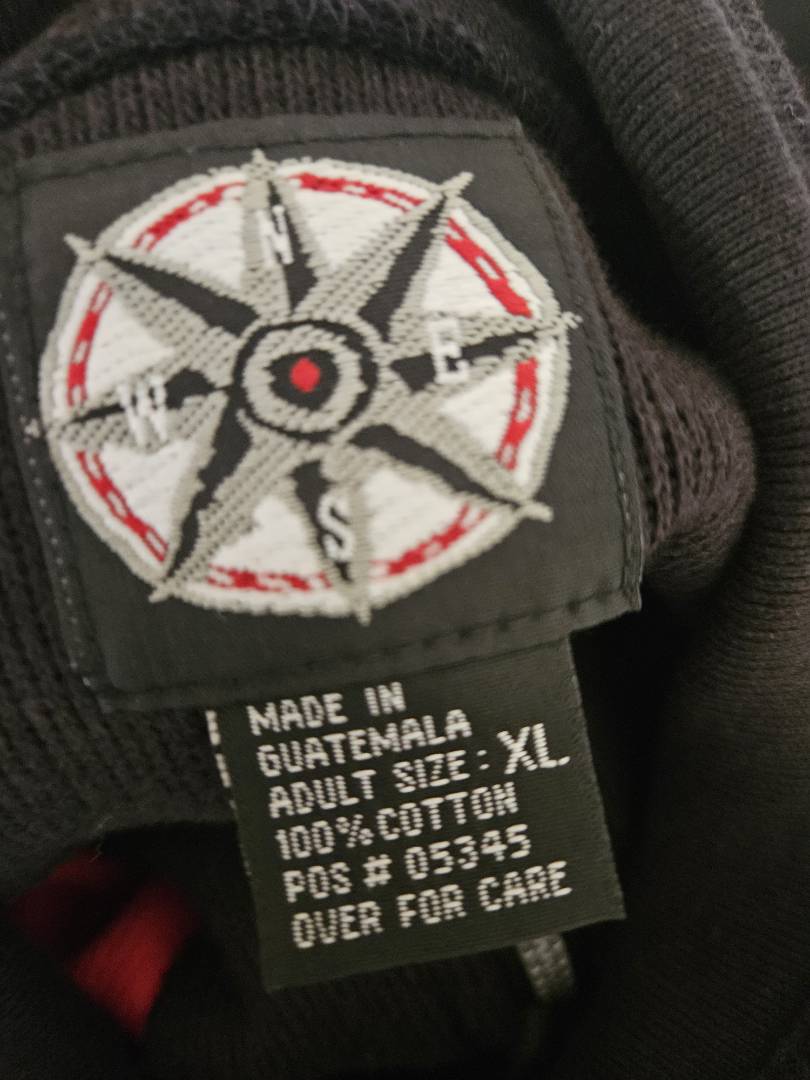 N
W E
S
MADE IN
GUATEMALA
ADULT SIZE: XL
100% COTTON
POS # 05345
OVER FOR CARE